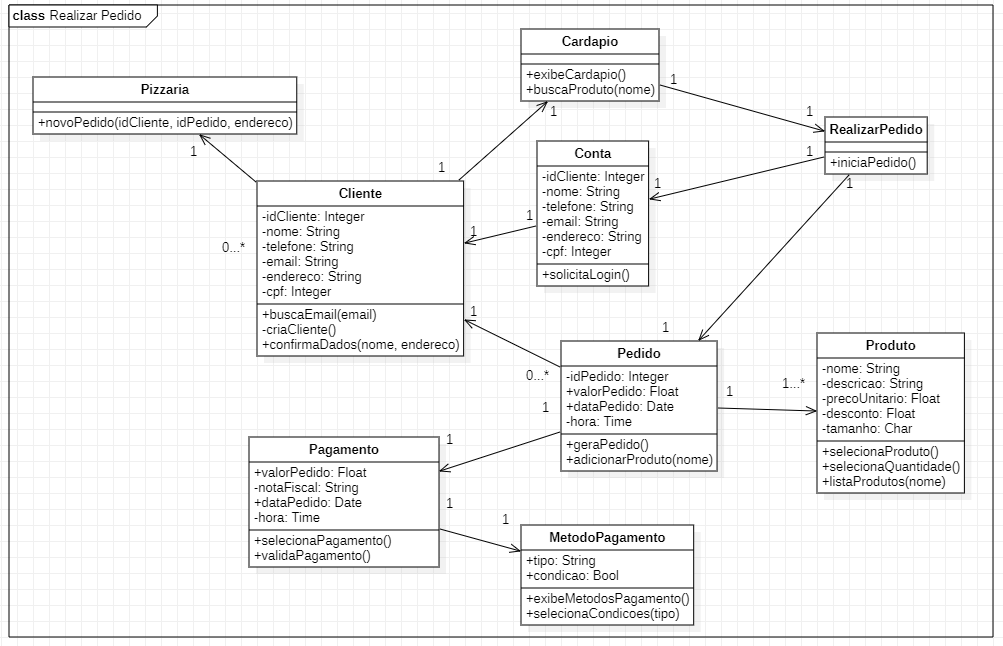 class Realizar Pedido
Cardapio
+exibeCardapio()
+buscaProduto(nome)
1
1
Pizzaria
+novoPedido(idCliente, idPedido, endereco)
1
1
1
RealizarPedido
+iniciaPedido()
1
1
Conta
-idCliente: Integer
-nome: String
-telefone: String
-email: String
-endereco: String
-cpf: Integer
+solicitaLogin()
1
1
1
Cliente
-idCliente: Integer
-nome: String
-telefone: String
-email: String
-endereco: String
-cpf: Integer
+buscaEmail(email)
-criaCliente()
+confirmaDados(nome, endereco)
0...*
1
1
0...*
Pedido
-idPedido: Integer
+valorPedido: Float
+dataPedido: Date
-hora: Time
+geraPedido()
+adicionarProduto(nome)
1
1...*
Produto
-nome: String
-descricao: String
-precoUnitario: Float
-desconto: Float
-tamanho: Char
+selecionaProduto()
+selecionaQuantidade()
+listaProdutos(nome)
1
1
Pagamento
+valorPedido: Float
-notaFiscal: String
+dataPedido: Date
-hora: Time
+selecionaPagamento()
+validaPagamento()
1
1
MetodoPagamento
+tipo: String
+condicao: Bool
+exibeMetodosPagamento()
+selecionaCondicoes(tipo)